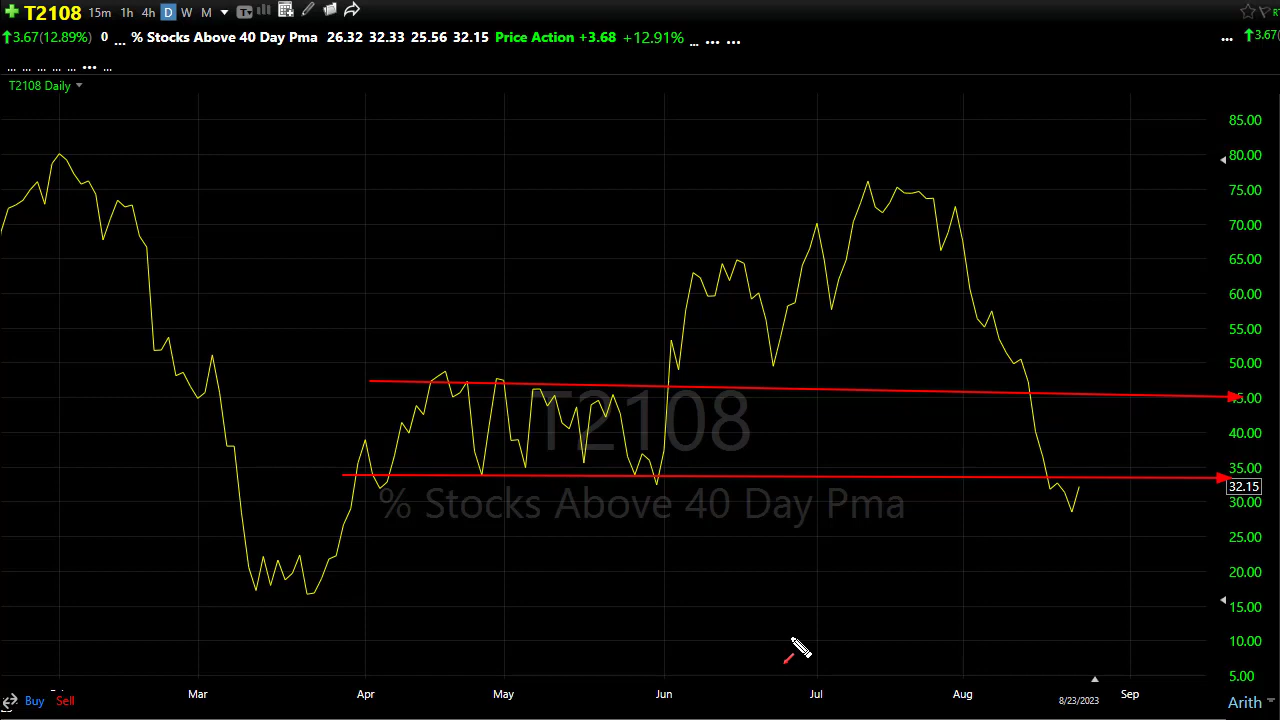 T2108 15m 1h 4h D W M T
3.67(12.89%) 0 ... % Stocks Above 40 Day Pma 26.32 32.33 25.56 32.15 Price Action +3.68 +12.91% ... ... ... ... 3.67
... ... ... ... ... ... ...
T2108 Daily
85.00
80.00
75.00
70.00
65.00
60.00
55.00
50.00
45.00
40.00
35.00
32.15
30.00
25.00
20.00
15.00
10.00
5.00
T2108
% Stocks Above 40 Day Pma
Mar Apr May Jun Jul Aug 8/23/2023 Sep
Buy Sell Arith